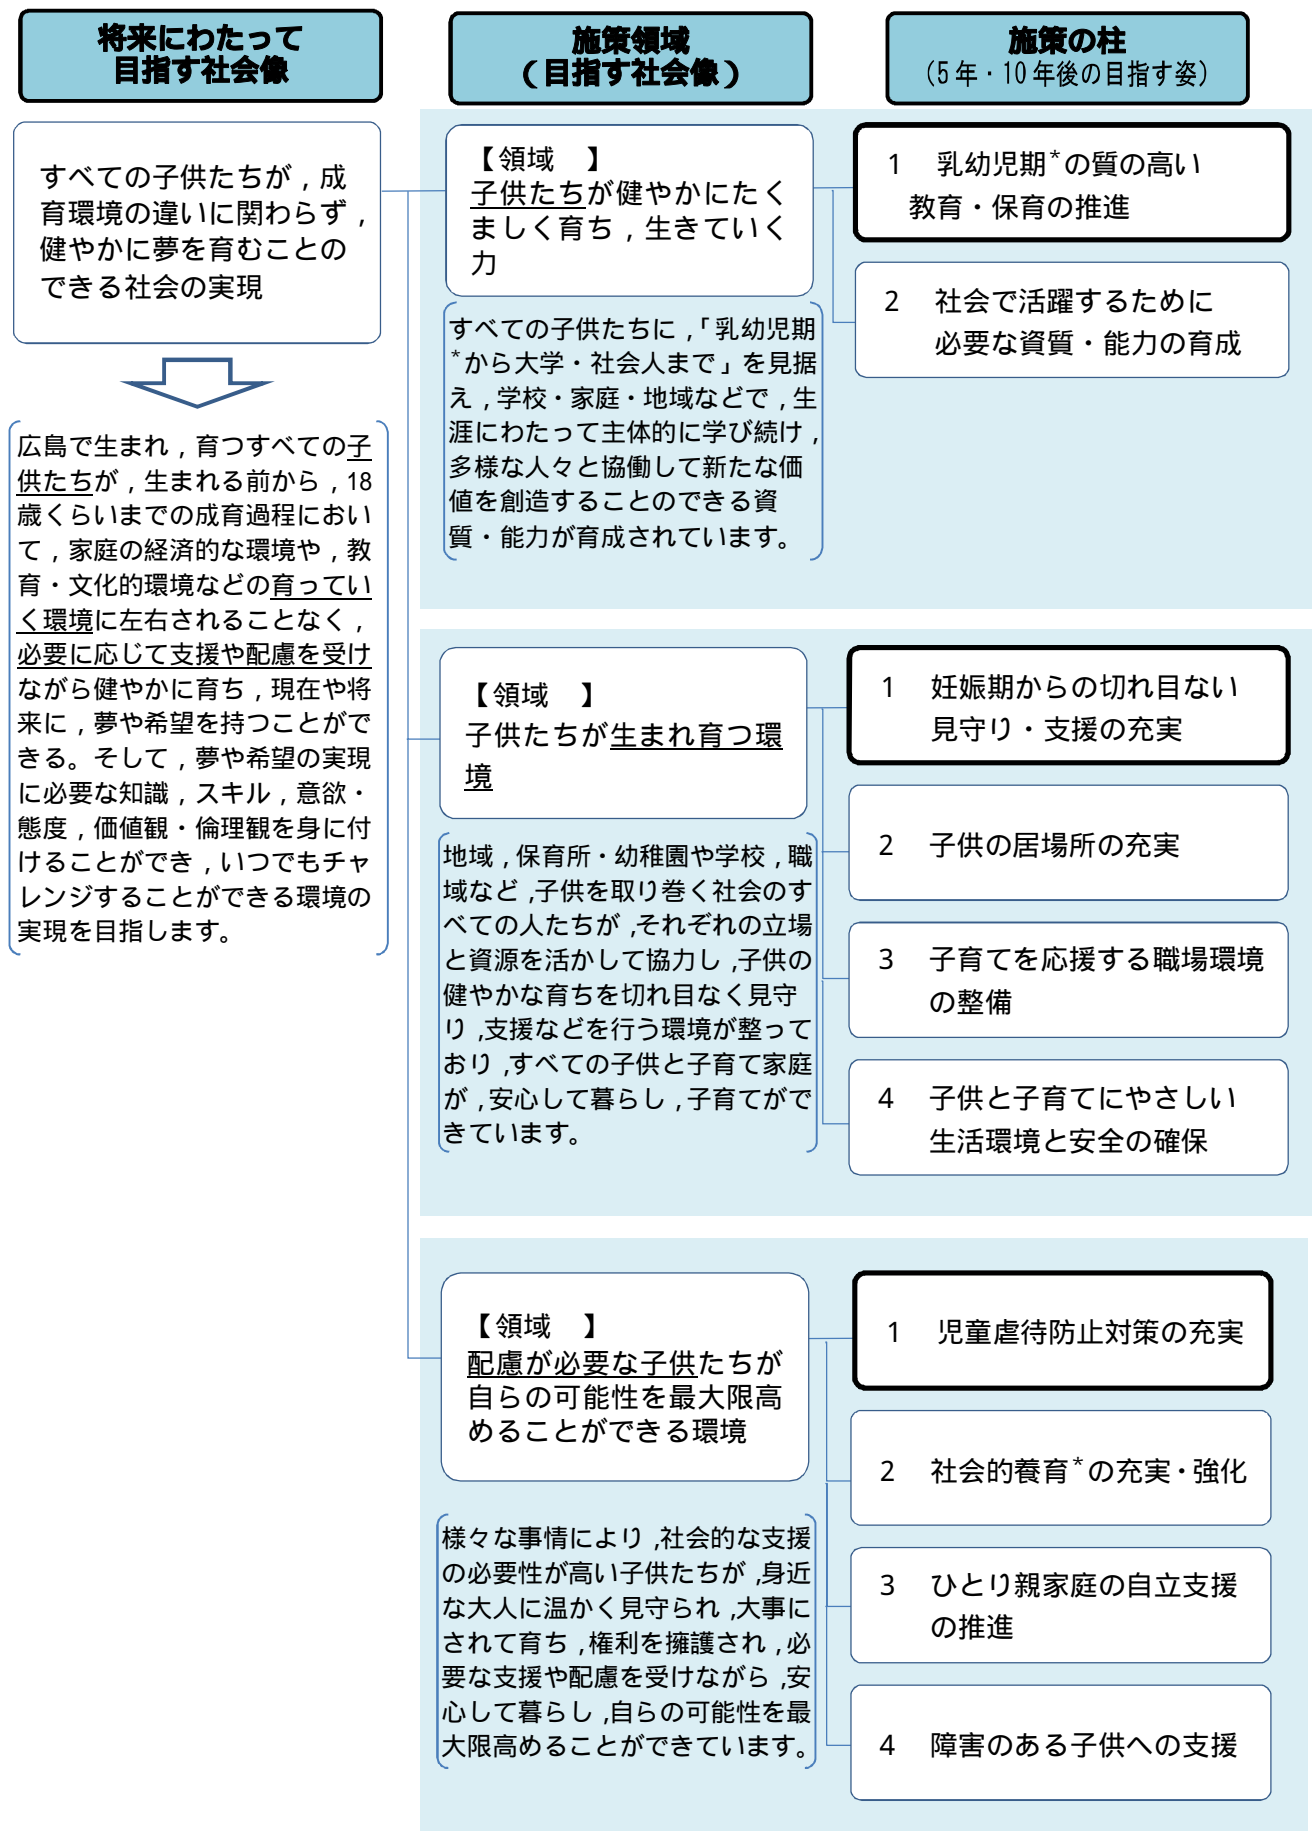 将来にわたって
目指す社会像
すべての子供たちが，成
育環境の違いに関わらず，
健やかに夢を育むことの
できる社会の実現
広島で生まれ，育つすべての子
供たちが，生まれる前から，18
歳くらいまでの成育過程におい
て，家庭の経済的な環境や，教
育・文化的環境などの育ってい
く環境に左右されることなく，
必要に応じて支援や配慮を受け
ながら健やかに育ち，現在や将
来に，夢や希望を持つことがで
きる。そして，夢や希望の実現
に必要な知識，スキル，意欲・
態度，価値観・倫理観を身に付
けることができ，いつでもチャ
レンジすることができる環境の
実現を目指します。
施策領域
（目指す社会像）
【領域　】
子供たちが健やかにたく
ましく育ち，生きていく
力
すべての子供たちに，「乳幼児期
*から大学・社会人まで」を見据
え，学校・家庭・地域などで，生
涯にわたって主体的に学び続け，
多様な人々と協働して新たな価
値を創造することのできる資
質・能力が育成されています。
【領域　】
子供たちが生まれ育つ環
境
地域，保育所・幼稚園や学校，職
域など，子供を取り巻く社会のす
べての人たちが，それぞれの立場
と資源を活かして協力し，子供の
健やかな育ちを切れ目なく見守
り，支援などを行う環境が整って
おり，すべての子供と子育て家庭
が，安心して暮らし，子育てがで
きています。
【領域　】
配慮が必要な子供たちが
自らの可能性を最大限高
めることができる環境
様々な事情により，社会的な支援
の必要性が高い子供たちが，身近
な大人に温かく見守られ，大事に
されて育ち，権利を擁護され，必
要な支援や配慮を受けながら，安
心して暮らし，自らの可能性を最
大限高めることができています。
施策の柱
（5年・10年後の目指す姿）
1　乳幼児期*の質の高い
教育・保育の推進
2　社会で活躍するために
必要な資質・能力の育成
1　妊娠期からの切れ目ない
見守り・支援の充実
2　子供の居場所の充実
3　子育てを応援する職場環境
の整備
4　子供と子育てにやさしい
生活環境と安全の確保
1　児童虐待防止対策の充実
2　社会的養育*の充実・強化
3　ひとり親家庭の自立支援
の推進
4　障害のある子供への支援